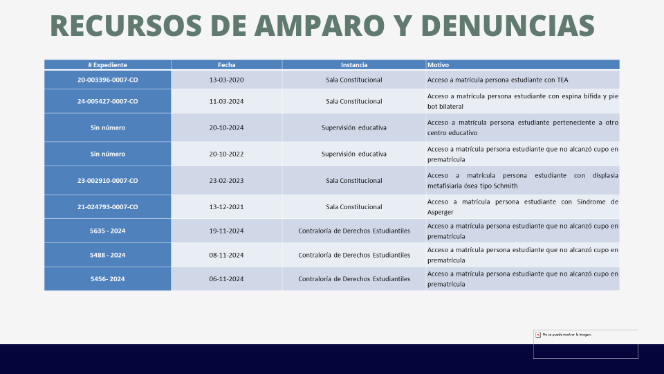 RECURSOS DE AMPARO Y DENUNCIAS
# Expediente Fecha Instancia Motivo
20-003396-0007-CO 13-03-2020 Sala Constitucional Acceso a matrícula persona estudiante con TEA
24-005427-0007-CO 11-03-2024 Sala Constitucional Acceso a matrícula persona estudiante con espina bífida y pie
bot bilateral
Sin número 20-10-2024 Supervisión educativa Acceso a matrícula persona estudiante perteneciente a otro
centro educativo
Sin número 20-10-2022 Supervisión educativa Acceso a matrícula persona estudiante que no alcanzó cupo en
prematrícula
23-002910-0007-CO 23-02-2023 Sala Constitucional Acceso a matrícula persona estudiante con displasia
metafisiaria ósea tipo Schmith
21-024793-0007-CO 13-12-2021 Sala Constitucional Acceso a matrícula persona estudiante con Síndrome de
Asperger
5635 - 2024 19-11-2024 Contraloría de Derechos Estudiantiles Acceso a matrícula persona estudiante que no alcanzó cupo en
prematrícula
5488 - 2024 08-11-2024 Contraloría de Derechos Estudiantiles Acceso a matrícula persona estudiante que no alcanzó cupo en
prematrícula
5456- 2024 06-11-2024 Contraloría de Derechos Estudiantiles Acceso a matrícula persona estudiante que no alcanzó cupo en
prematrícula
No se puede mostrar la imagen.